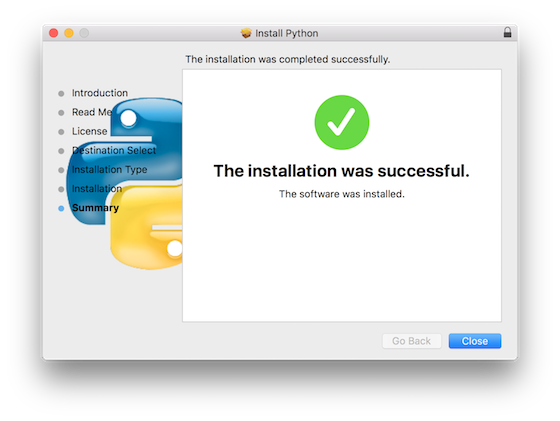 Install Python
The installation was completed successfully.
Introduction
Read Me
License
Destination Select
Installation Type
Installation
Summary
The installation was successful.
The software was installed.
Go Back
Close